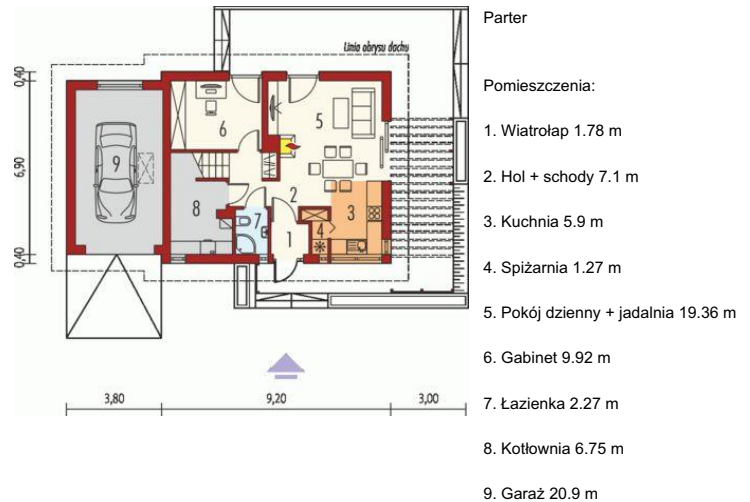 Linia obrysu dachu
0,40
6,90
0,40
9
6
5
8
7
2
1
4
3
3,80
9,20
3,00
Parter
Pomieszczenia:
1. Wiatrołap 1.78 m
2. Hol + schody 7.1 m
3. Kuchnia 5.9 m
4. Spiżarnia 1.27 m
5. Pokój dzienny + jadalnia 19.36 m
6. Gabinet 9.92 m
7. Łazienka 2.27 m
8. Kotłownia 6.75 m
9. Garaż 20.9 m